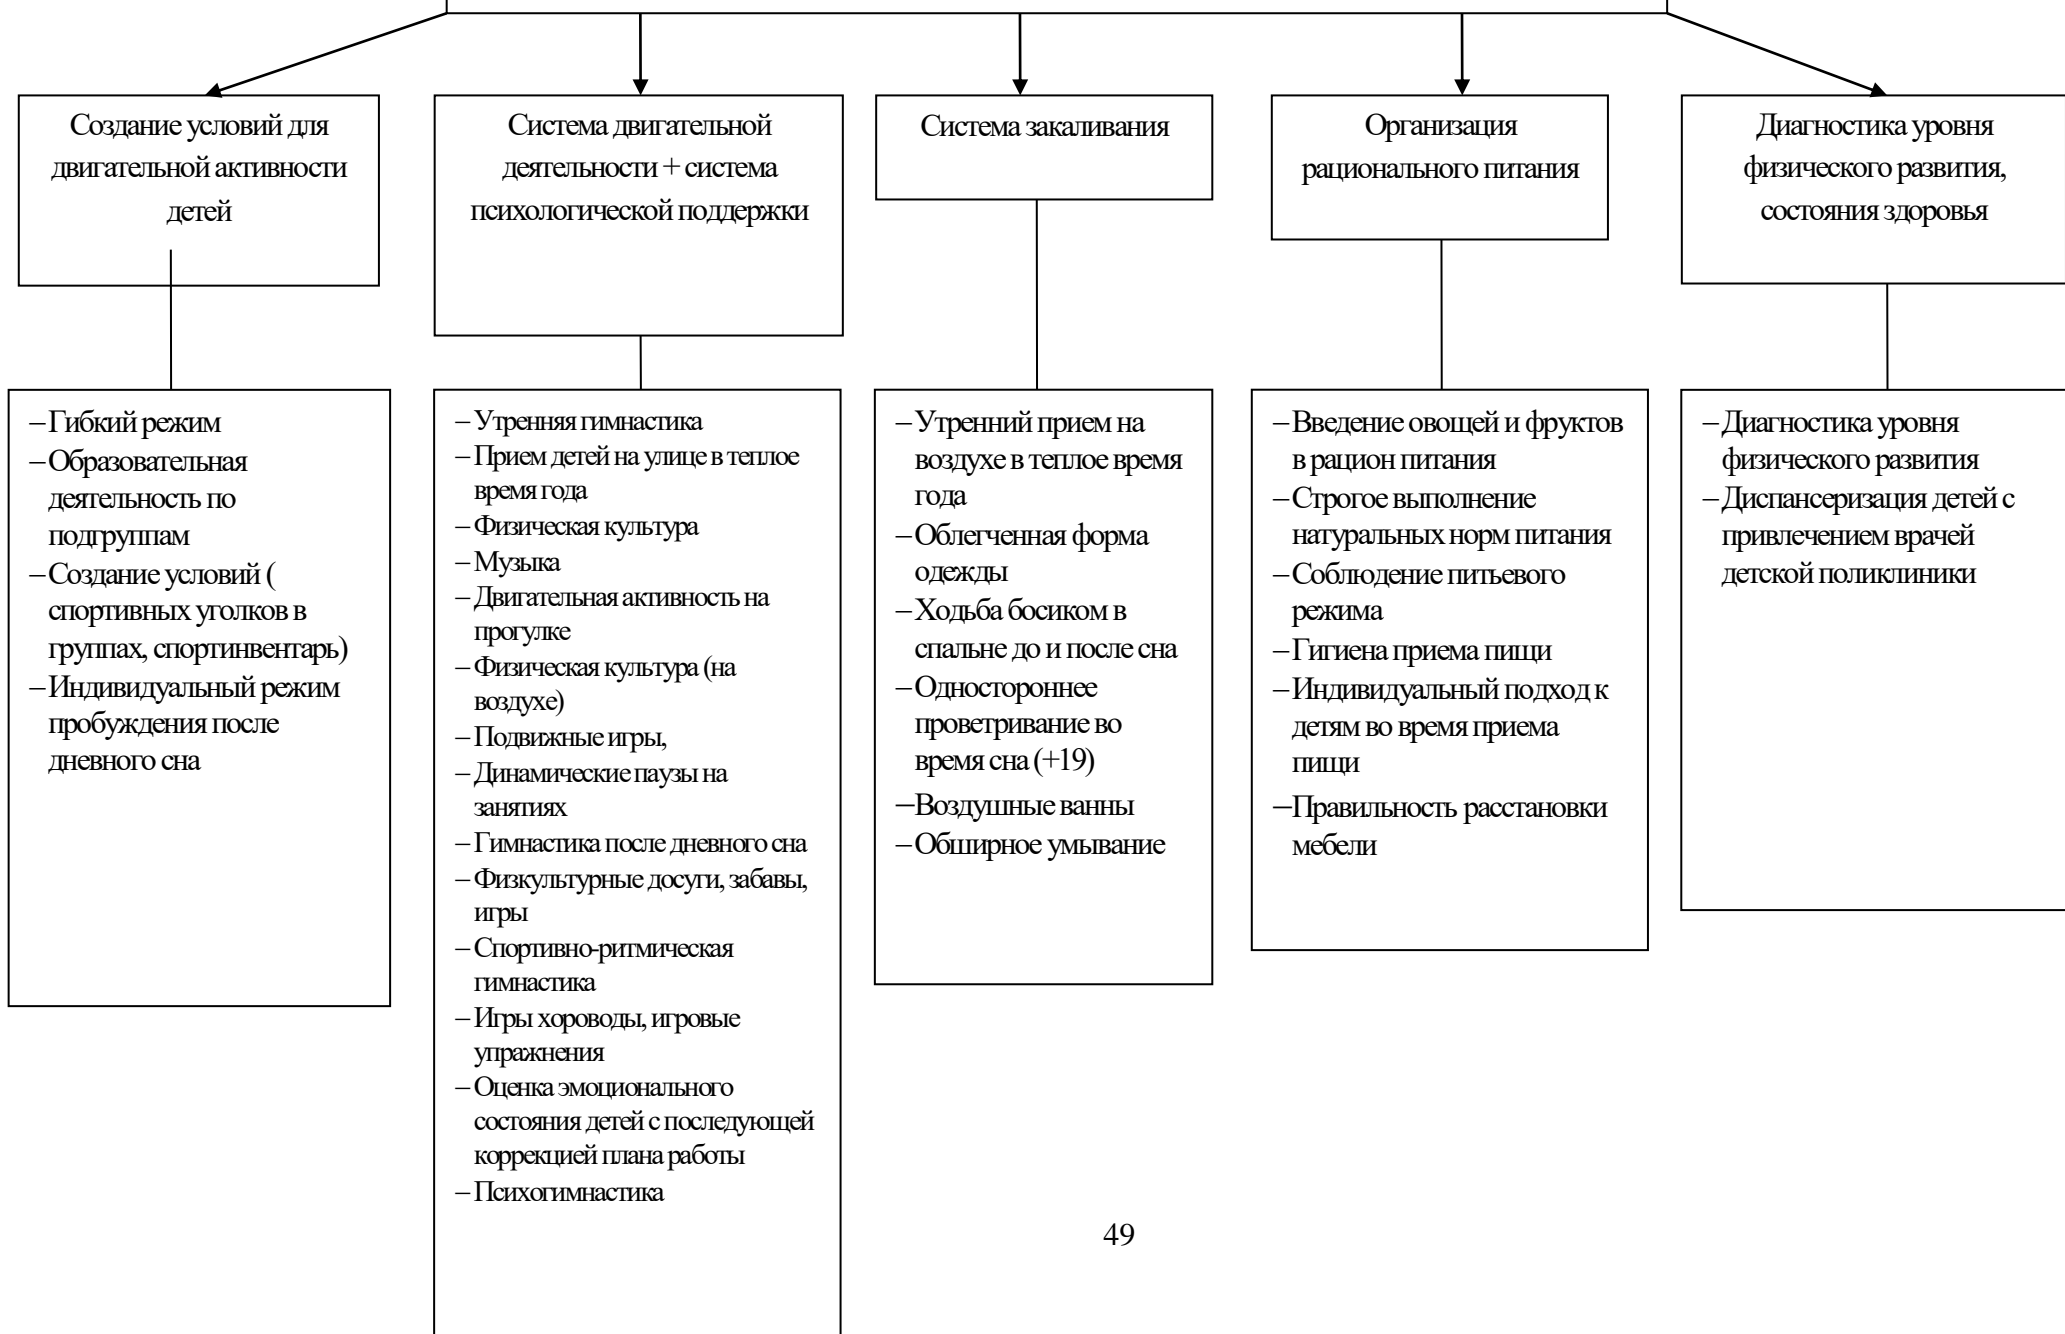 Создание условий для
двигательной активности
детей
Система двигательной
деятельности + система
психологической поддержки
Система закаливания
Организация
рационального питания
Диагностика уровня
физического развития,
состояния здоровья
– Гибкий режим
– Образовательная
деятельность по
подгруппам
– Создание условий (
спортивных уголков в
группах, спортинвентарь)
– Индивидуальный режим
пробуждения после
дневного сна
– Утренняя гимнастика
– Прием детей на улице в теплое
время года
– Физическая культура
– Музыка
– Двигательная активность на
прогулке
– Физическая культура (на
воздухе)
– Подвижные игры,
– Динамические паузы на
занятиях
– Гимнастика после дневного сна
– Физкультурные досуги, забавы,
игры
– Спортивно-ритмическая
гимнастика
– Игры хороводы, игровые
упражнения
– Оценка эмоционального
состояния детей с последующей
коррекцией плана работы
– Психогимнастика
– Утренний прием на
воздухе в теплое время
года
– Облегченная форма
одежды
– Ходьба босиком в
спальне до и после сна
– Одностороннее
проветривание во
время сна (+19)
– Воздушные ванны
– Обширное умывание
– Введение овощей и фруктов
в рацион питания
– Строгое выполнение
натуральных норм питания
– Соблюдение питьевого
режима
– Гигиена приема пищи
– Индивидуальный подход к
детям во время приема
пищи
– Правильность расстановки
мебели
– Диагностика уровня
физического развития
– Диспансеризация детей с
привлечением врачей
детской поликлиники
49